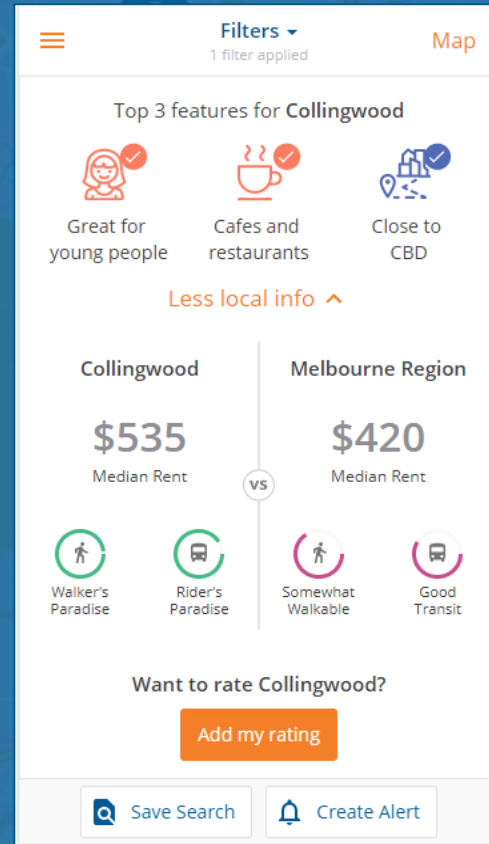 Filters
Map
1 filter applied
Top 3 features for Collingwood
Great for
young people
Cafes and
restaurants
Close to
CBD
Less local info
Collingwood
$535
Median Rent
vs
Melbourne Region
$420
Median Rent
Walker's
Paradise
Rider's
Paradise
Somewhat
Walkable
Good
Transit
Want to rate Collingwood?
Add my rating
Save Search
Create Alert